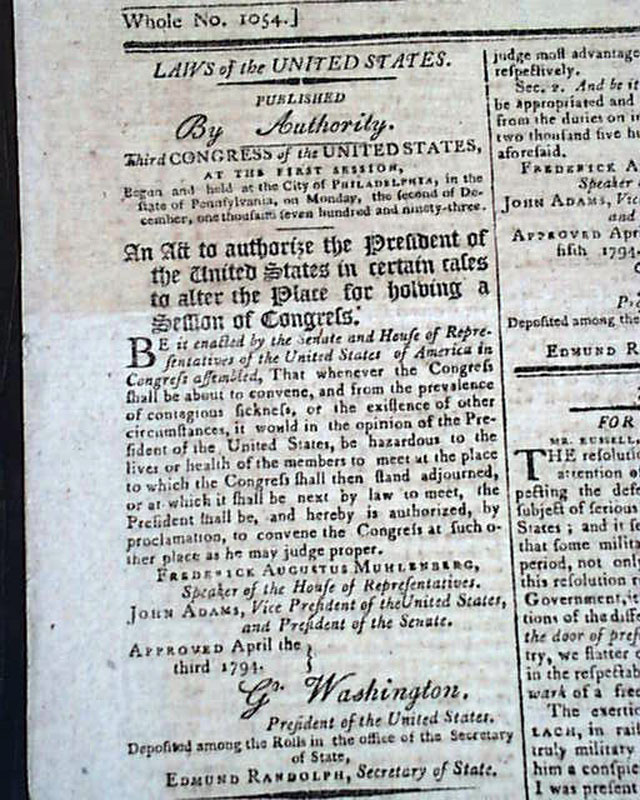 Whole No. 1054.]
LAWS of the UNITED STATES.
PUBLISHED
By Authority.
Third CONGRESS of the UNITED STATES,
AT THE FIRST SESSION,
Begun and held at the City of PHILADELPHIA, in the
state of Pennsylvania, on Monday, the second of De-
cember, one thousand seven hundred and ninety-three.
An Act to authorize the President of
the United States in certain cases
to alter the Place for holding a
Session of Congreſs.
BE it enacted by the Senate and Houſe of Repre-
ſentatives of the United States of America in
Congreſs aſſembled, That whenever the Congreſs
ſhall be about to convene, and from the prevalence
of contagious ſickneſs, or the exiſtence of other
circumſtances, it would in the opinion of the Pre-
ſident of the United States, be hazardous to the
lives or health of the members to meet at the place
to which the Congreſs ſhall then ſtand adjourned,
or at which it ſhall be next by law to meet, the
Preſident ſhall be, and hereby is authorized, by
proclamation, to convene the Congreſs at ſuch o-
ther place as he may judge proper.
FREDERICK AUGUSTUS MUHLENBERG,
Speaker of the Houſe of Repreſentatives.
JOHN ADAMS, Vice Preſident of the United States,
and Preſident of the Senate.
APPROVED April the }
third 1794. }
Go. Washington.
Preſident of the United States.
Depoſited among the Rolls in the office of the Secretary
of State,
EDMUND RANDOLPH, Secretary of State.
judge moſt advantage
reſpectively.
Sec. 2. And be it
be appropriated and
from the duties on
two thouſand five hu
aforeſaid.
FREDERICK A
Speaker
JOHN ADAMS, Vic
and
APPROVED Apr
fifth 1794.
Depoſited among the
EDMUND R
FOR
MR. RUSSELL
THE reſolutio
attention of
pecting the defe
ſubject of ſerious
States; and it ſe
that ſome milita
period, not only
this reſolution
Government, it
tions of the diffe
the door of
try, we flatter
in the reſpectab
work of a free
The exertio
LACH, in rai
truly military
him a conſpic
I was preſen